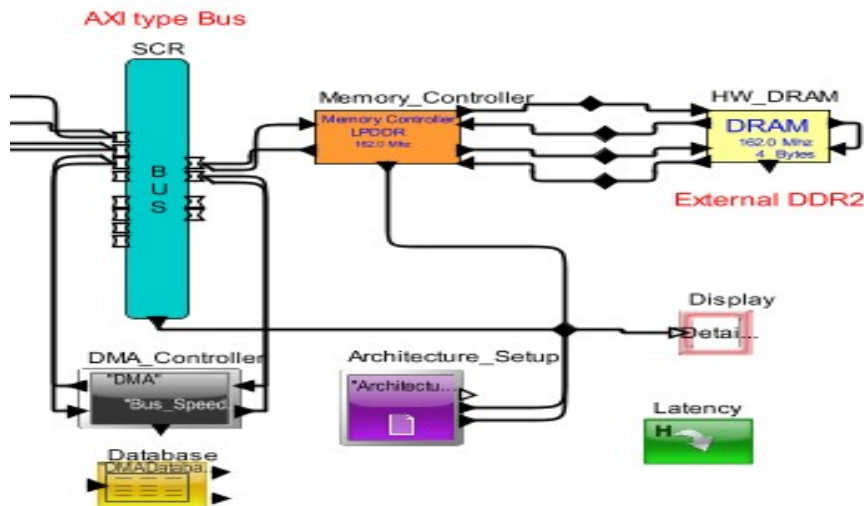 AXI type Bus
SCR
BUS
Memory_Controller
Memory Controller
LPDDR
162.0 Mhz
HW_DRAM
DRAM
162.0 Mhz
4 Bytes
External DDR2
Display
Detai...
DMA_Controller
"DMA"
"Bus_Speed
Architecture_Setup
"Architectu...
Latency
H
Database
"DMADataba...